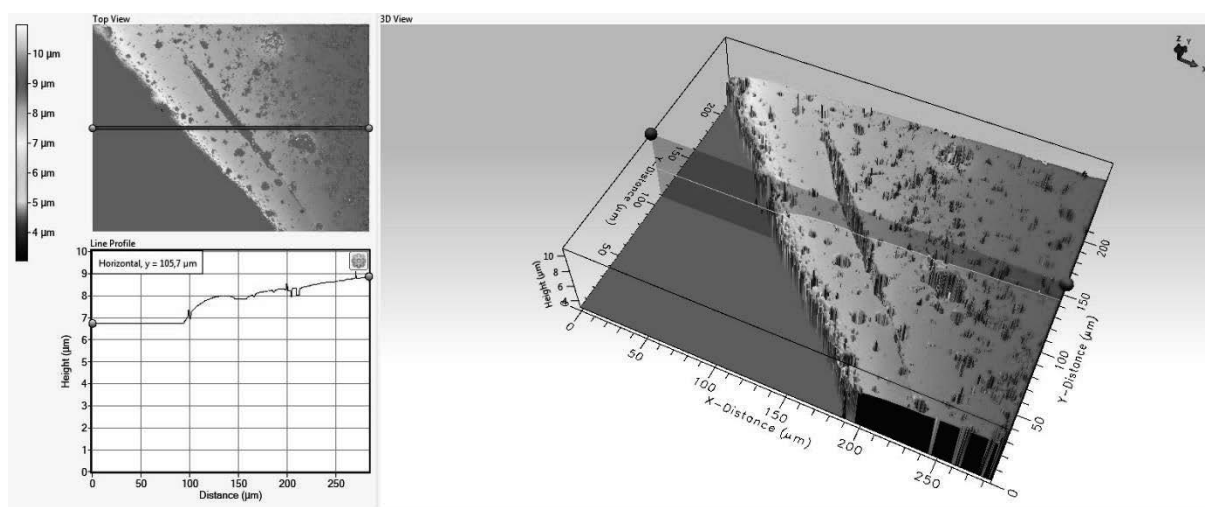 Top View
10 µm
9 µm
8 µm
7 µm
6 µm
5 µm
4 µm
Line Profile
Horizontal, y = 105,7 µm
10
9
8
7
6
5
4
3
2
1
0
Height (µm)
0
50
100
150
200
250
Distance (µm)
3D View
Z
Y
X
200
150
100
50
Y-Distance (µm)
10
8
6
4
Height (µm)
0
0
50
100
150
200
250
X-Distance (µm)
200
150
100
50
0
Y-Distance (µm)